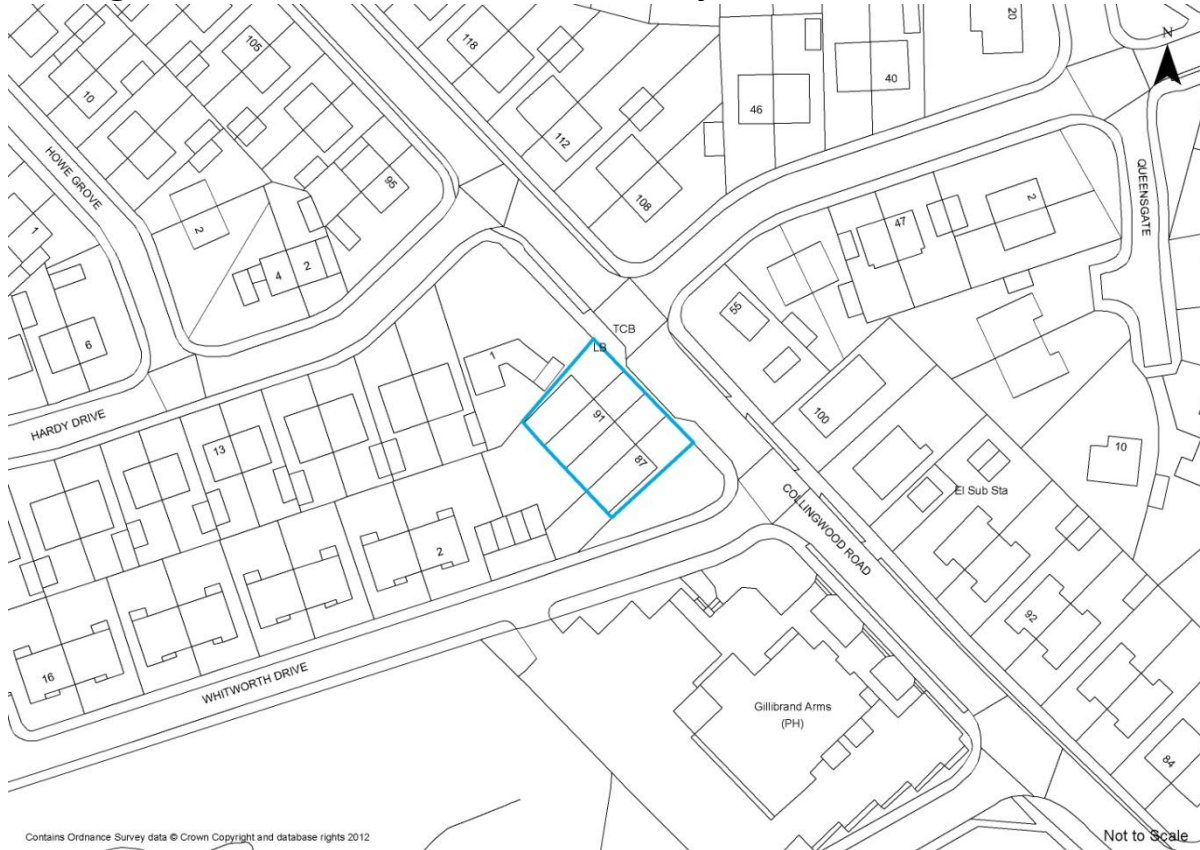 20
118
105
N
40
46
10
112
HOWE GROVE
QUEENSGATE
95
108
2
2
47
1
2
4
55
TCB
6
LB
1
91
100
HARDY DRIVE
13
10
87
El Sub Sta
COLLINGWOOD ROAD
2
92
16
WHITWORTH DRIVE
Gillibrand Arms
(PH)
84
Contains Ordnance Survey data © Crown Copyright and database rights 2012
Not to Scale